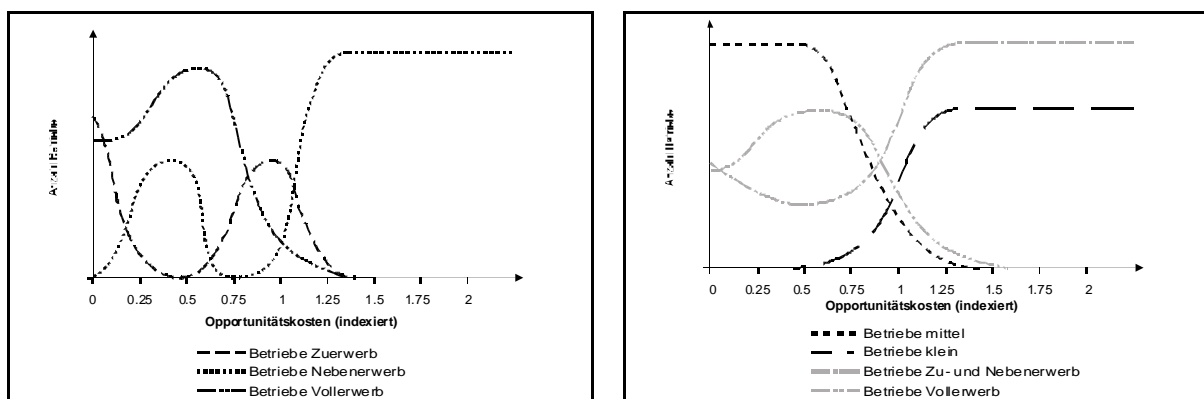 0 0.25 0.5 0.75 1 1.25 1.5 1.75 2
Opportunitätskosten (indexiert)
Betriebe Zuerwerb
Betriebe Nebenerwerb
Betriebe Vollerwerb
0 0.25 0.5 0.75 1 1.25 1.5 1.75 2
Opportunitätskosten (indexiert)
Betriebe mittel
Betriebe klein
Betriebe Zu- und Nebenerwerb
Betriebe Vollerwerb